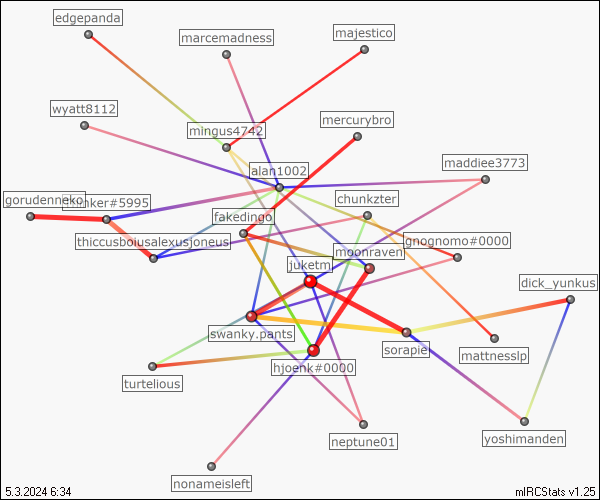 edgepanda
marcemadness
majestico
wyatt8112
mingus4742
mercurybro
alan1002
maddiee3773
gorudenneko
#5995
chunkzter
fakedingo
thiccusboiusalexusjoneus
moonraven
gnognomo#0000
juketm
dick_yunkus
swanky.pants
sorapie
mattnesslp
hjoenk#0000
turtelious
neptune01
yoshimanden
nonameisleft
5.3.2024 6:34
mIRCStats v1.25